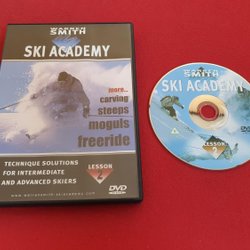 SMITH
SKI ACADEMY
more...
carving
steeps
moguls
freeride
TECHNIQUE SOLUTIONS
FOR INTERMEDIATE
AND ADVANCED SKIERS
LESSON
2
DVD
SMITH
SKI ACADEMY
LESSON
2